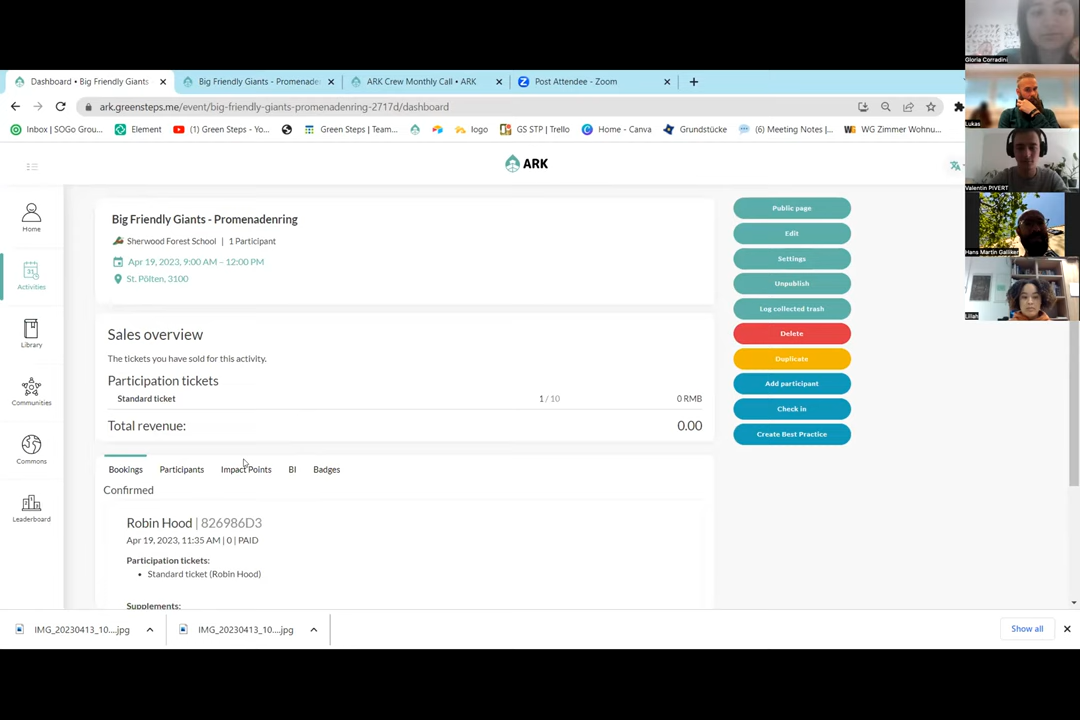 Dashboard • Big Friendly Giants
Big Friendly Giants - Promenaden
ARK Crew Monthly Call • ARK
Post Attendee - Zoom
ark.greensteps.me/event/big-friendly-giants-promenadenring-2717d/dashboard
Inbox | SOGo Grou...
Element
(1) Green Steps - Yo...
Green Steps | Team...
logo
GS STP | Trello
Home - Canva
Grundstücke
(6) Meeting Notes |...
WG Zimmer Wohnu...
Gloria Corradini
Lukas
Valentin PIVERT
Hans Martin Galliker
Lillah
ARK
Home
Activities
Library
Communities
Commons
Leaderboard
Big Friendly Giants - Promenadenring
Sherwood Forest School | 1 Participant
Apr 19, 2023, 9:00 AM – 12:00 PM
St. Pölten, 3100
Sales overview
The tickets you have sold for this activity.
Participation tickets
Standard ticket 1 / 10 0 RMB
Total revenue: 0.00
Bookings Participants Impact Points BI Badges
Confirmed
Robin Hood | 826986D3
Apr 19, 2023, 11:35 AM | 0 | PAID
Participation tickets:
• Standard ticket (Robin Hood)
Supplements:
Public page
Edit
Settings
Unpublish
Log collected trash
Delete
Duplicate
Add participant
Check in
Create Best Practice
IMG_20230413_10....jpg
IMG_20230413_10....jpg
Show all